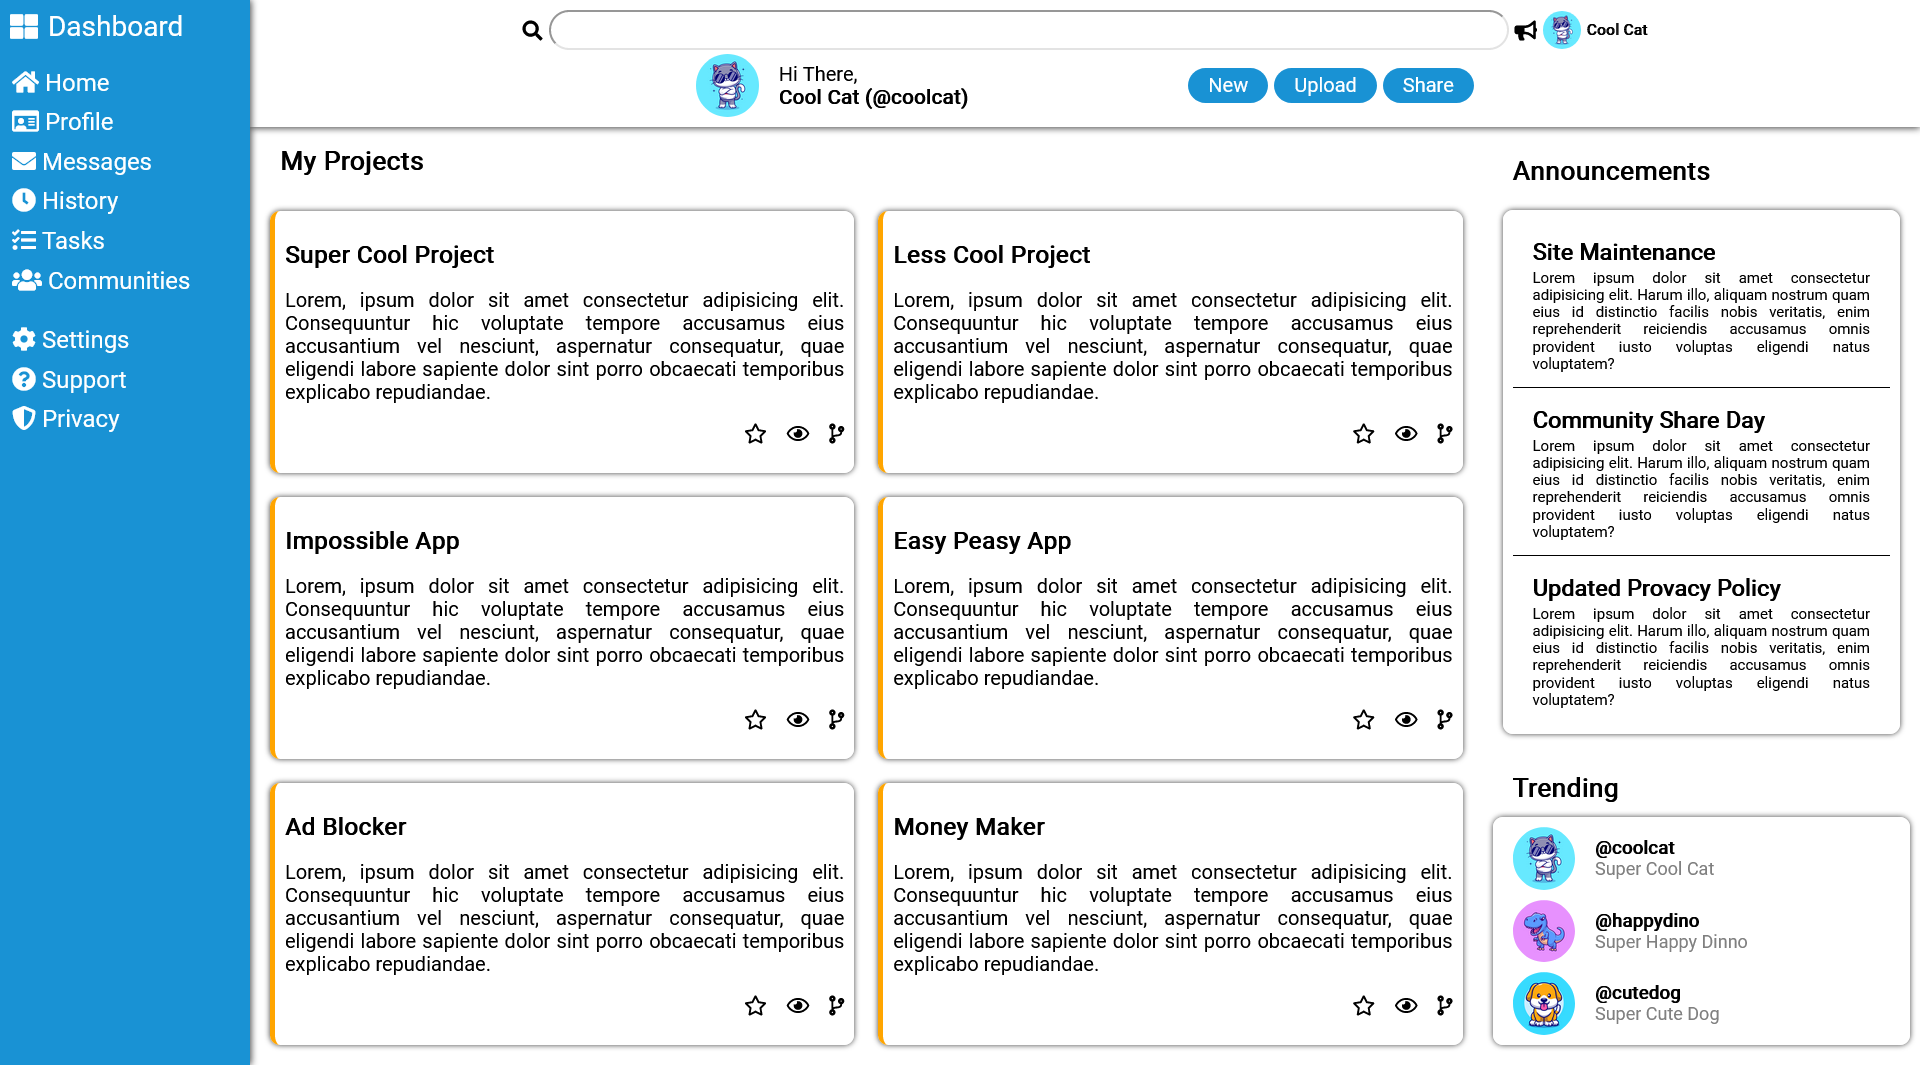 Dashboard
Home
Profile
Messages
History
Tasks
Communities
Settings
Support
Privacy
Cool Cat
Hi There,
Cool Cat (@coolcat)
New
Upload
Share
My Projects
Super Cool Project
Lorem, ipsum dolor sit amet consectetur adipisicing elit.
Consequuntur hic voluptate tempore accusamus eius
accusantium vel nesciunt, aspernatur consequatur, quae
eligendi labore sapiente dolor sint porro obcaecati temporibus
explicabo repudiandae.
Less Cool Project
Lorem, ipsum dolor sit amet consectetur adipisicing elit.
Consequuntur hic voluptate tempore accusamus eius
accusantium vel nesciunt, aspernatur consequatur, quae
eligendi labore sapiente dolor sint porro obcaecati temporibus
explicabo repudiandae.
Impossible App
Lorem, ipsum dolor sit amet consectetur adipisicing elit.
Consequuntur hic voluptate tempore accusamus eius
accusantium vel nesciunt, aspernatur consequatur, quae
eligendi labore sapiente dolor sint porro obcaecati temporibus
explicabo repudiandae.
Easy Peasy App
Lorem, ipsum dolor sit amet consectetur adipisicing elit.
Consequuntur hic voluptate tempore accusamus eius
accusantium vel nesciunt, aspernatur consequatur, quae
eligendi labore sapiente dolor sint porro obcaecati temporibus
explicabo repudiandae.
Ad Blocker
Lorem, ipsum dolor sit amet consectetur adipisicing elit.
Consequuntur hic voluptate tempore accusamus eius
accusantium vel nesciunt, aspernatur consequatur, quae
eligendi labore sapiente dolor sint porro obcaecati temporibus
explicabo repudiandae.
Money Maker
Lorem, ipsum dolor sit amet consectetur adipisicing elit.
Consequuntur hic voluptate tempore accusamus eius
accusantium vel nesciunt, aspernatur consequatur, quae
eligendi labore sapiente dolor sint porro obcaecati temporibus
explicabo repudiandae.
Announcements
Site Maintenance
Lorem ipsum dolor sit amet consectetur
adipisicing elit. Harum illo, aliquam nostrum quam
eius id distinctio facilis nobis veritatis, enim
reprehenderit reiciendis accusamus omnis
provident iusto voluptas eligendi natus
voluptatem?
Community Share Day
Lorem ipsum dolor sit amet consectetur
adipisicing elit. Harum illo, aliquam nostrum quam
eius id distinctio facilis nobis veritatis, enim
reprehenderit reiciendis accusamus omnis
provident iusto voluptas eligendi natus
voluptatem?
Updated Provacy Policy
Lorem ipsum dolor sit amet consectetur
adipisicing elit. Harum illo, aliquam nostrum quam
eius id distinctio facilis nobis veritatis, enim
reprehenderit reiciendis accusamus omnis
provident iusto voluptas eligendi natus
voluptatem?
Trending
@coolcat
Super Cool Cat
@happydino
Super Happy Dinno
@cutedog
Super Cute Dog